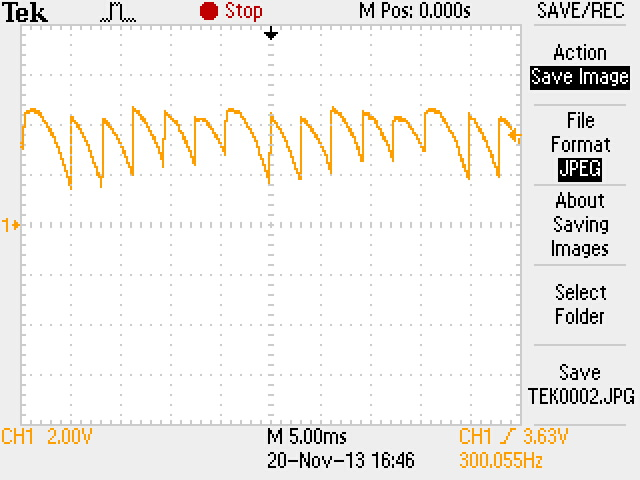 Tek Stop M Pos: 0.000s SAVE/REC
Action
Save Image
File
Format
JPEG
About
Saving
Images
Select
Folder
Save
TEK0002.JPG
1
CH1 2.00V M 5.00ms CH1 3.63V
20-Nov-13 16:46 300.055Hz